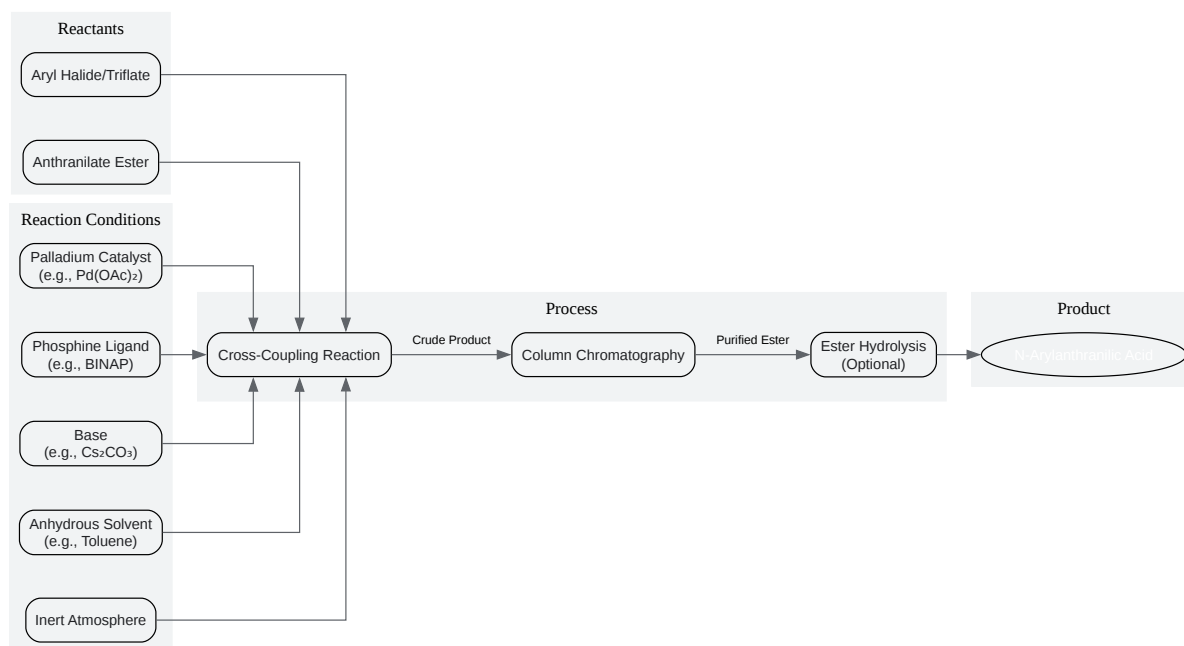 Reactants
Aryl Halide/Triflate
Anthranilate Ester
Reaction Conditions
Palladium Catalyst
(e.g., Pd(OAc)₂)
Phosphine Ligand
(e.g., BINAP)
Base
(e.g., Cs₂CO₃)
Anhydrous Solvent
(e.g., Toluene)
Inert Atmosphere
Process
Cross-Coupling Reaction
Crude Product
Column Chromatography
Purified Ester
Ester Hydrolysis
(Optional)
Product
N-Arylanthranilic Acid